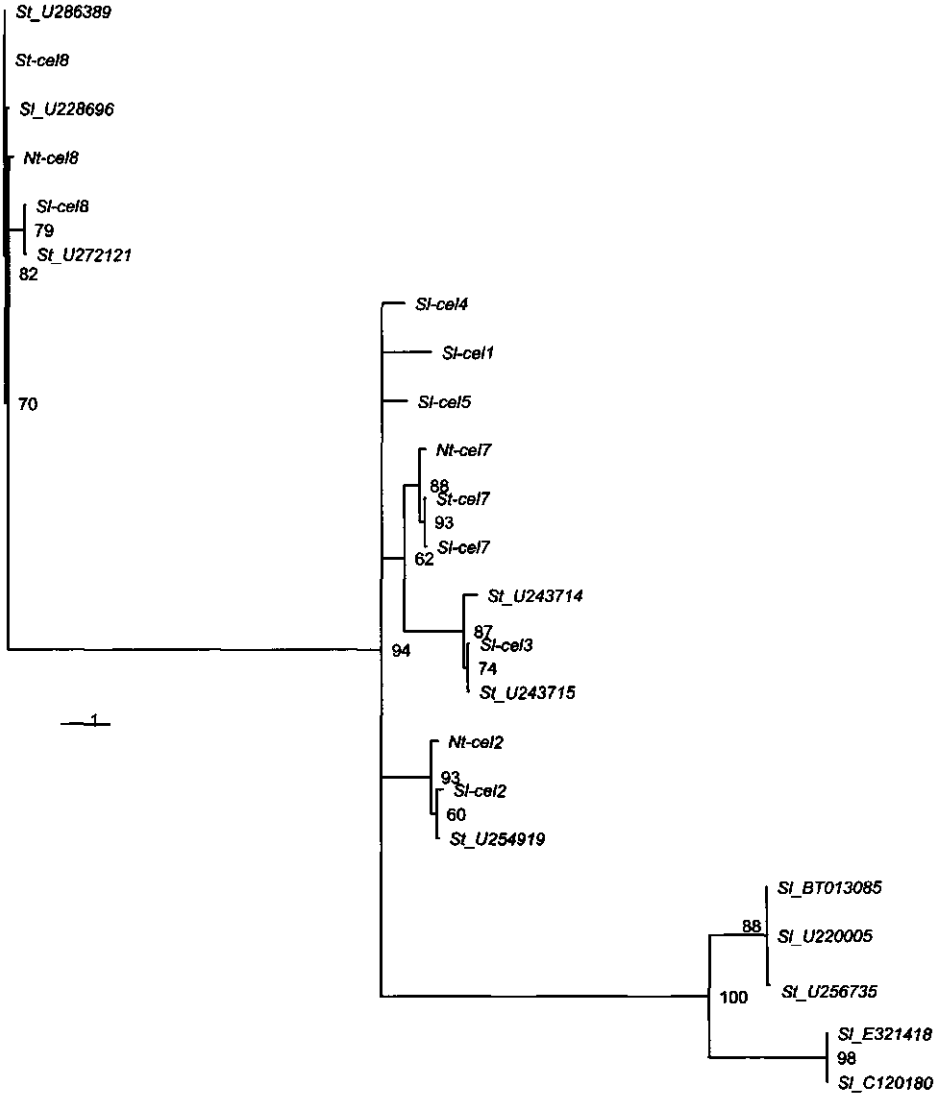 St_U286389
St-cel8
Sl_U228696
Nt-cel8
Sl-cel8
79
St_U272121
82
Sl-cel4
Sl-cel1
70
Sl-cel5
Nt-cel7
88
St-cel7
93
Sl-cel7
62
St_U243714
87
Sl-cel3
94
74
St_U243715
1
Nt-cel2
93
Sl-cel2
60
St_U254919
Sl_BT013085
88
Sl_U220005
St_U256735
100
Sl_E321418
98
Sl_C120180